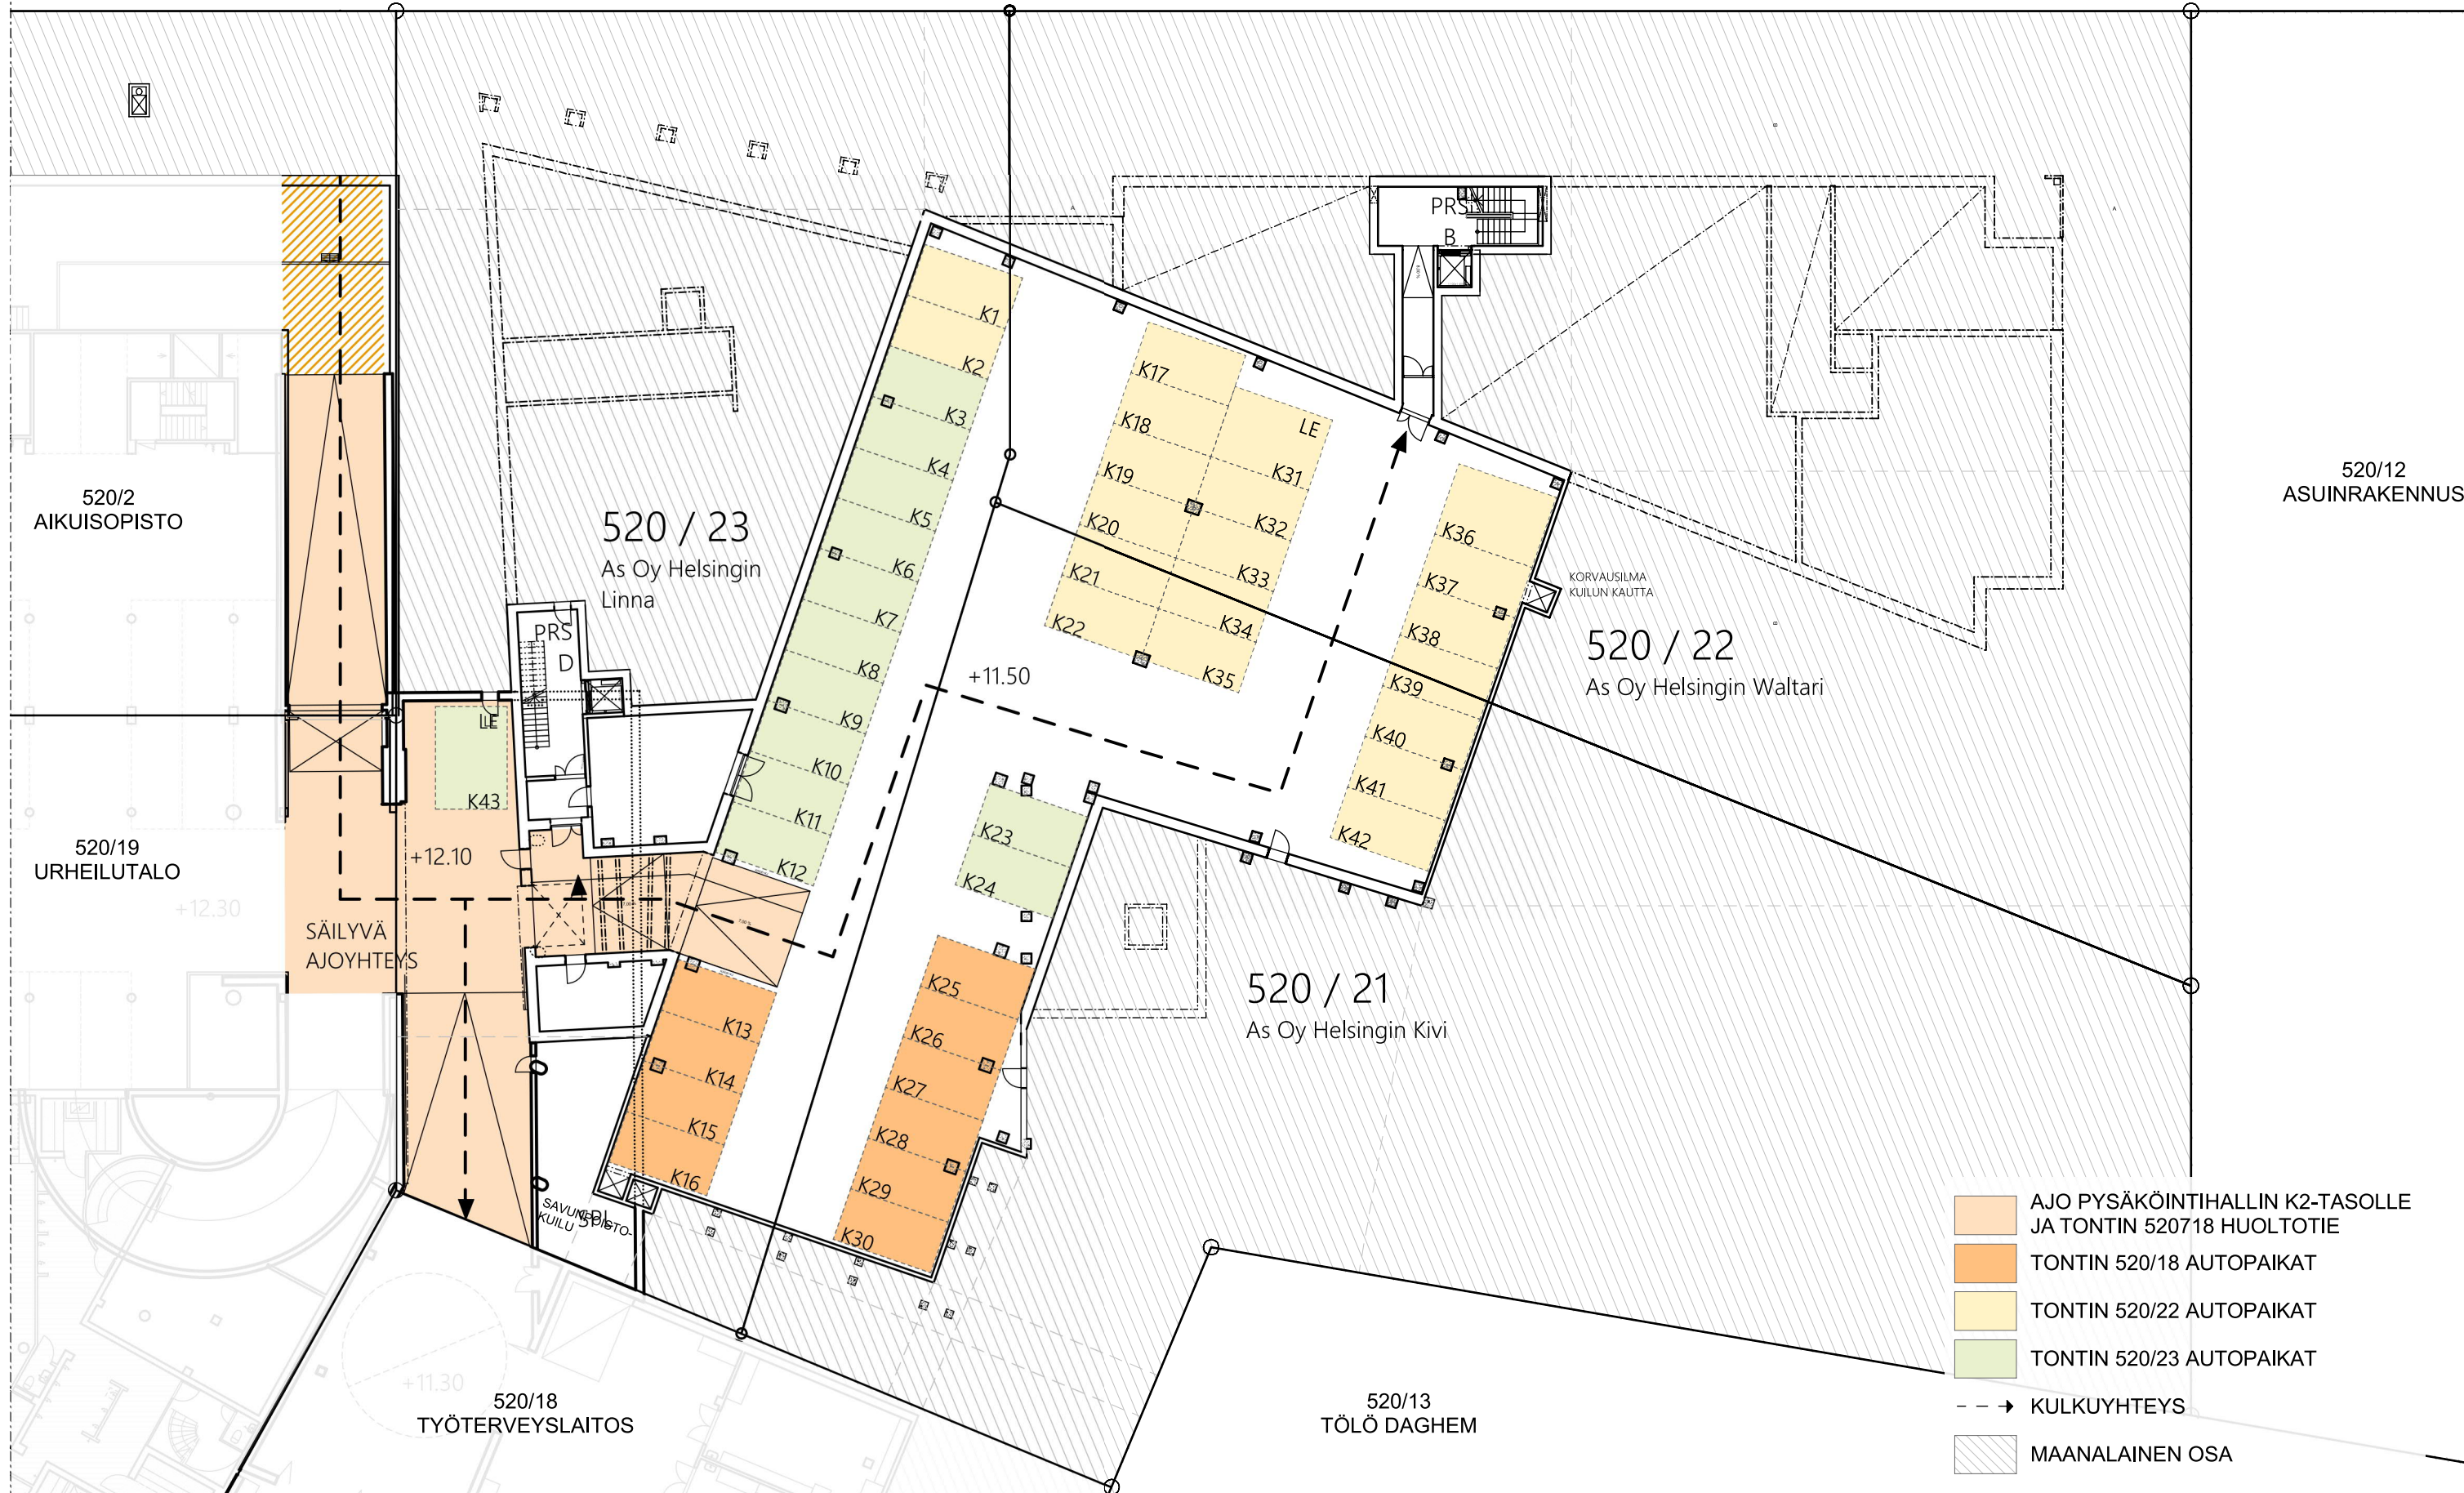 PRS
B
K1
K2
K3
K4
K5
K6
K7
K8
K9
K10
K11
K12
K17
K18
K19
K20
K21
K22
LE
K31
K32
K33
K34
K35
K36
K37
K38
K39
K40
K41
K42
520/2
AIKUISOPISTO
520 / 23
As Oy Helsingin
Linna
520/12
ASUINRAKENNUS
KORVAUSILMA
KUILUN KAUTTA
520 / 22
As Oy Helsingin Waltari
PRS
D
+11.50
LE
K43
520/19
URHEILUTALO
+12.10
+12.30
SÄILYVÄ
AJOYHTEYS
K23
K24
K13
K14
K15
K16
K25
K26
K27
K28
K29
K30
520 / 21
As Oy Helsingin Kivi
SAVUNPOISTO-
KUILU
SPL
+11.30
520/18
TYÖTERVEYSLAITOS
520/13
TÖLÖ DAGHEM
AJO PYSÄKÖINTIHALLIN K2-TASOLLE
JA TONTIN 520718 HUOLTOTIE
TONTIN 520/18 AUTOPAIKAT
TONTIN 520/22 AUTOPAIKAT
TONTIN 520/23 AUTOPAIKAT
KULKUYHTEYS
MAANALAINEN OSA